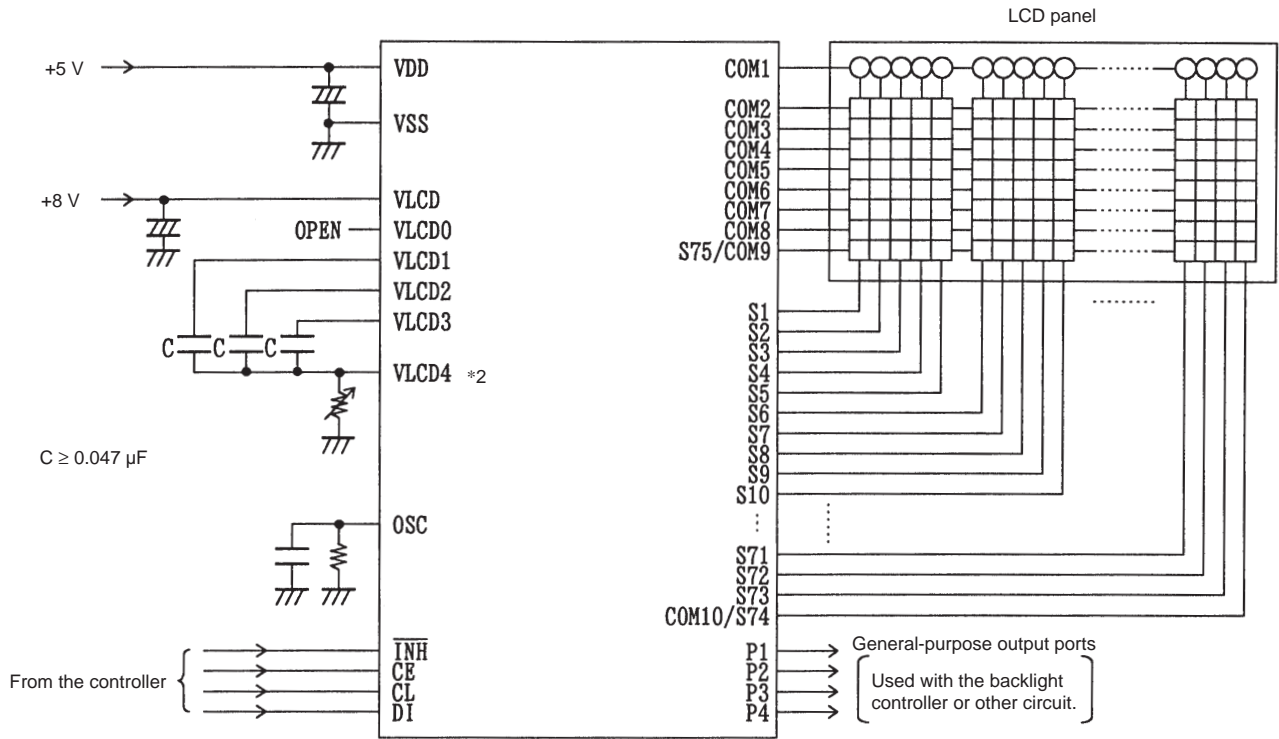 LCD panel
+5 V
VDD
VSS
+8 V
VLCD
OPEN
VLCD0
VLCD1
VLCD2
VLCD3
C
C
C
VLCD4 *2
C ≥ 0.047 µF
OSC
From the controller
INH
CE
CL
DI
COM1
COM2
COM3
COM4
COM5
COM6
COM7
COM8
S75/COM9
S1
S2
S3
S4
S5
S6
S7
S8
S9
S10
S71
S72
S73
COM10/S74
P1
P2
P3
P4
General-purpose output ports
Used with the backlight
controller or other circuit.